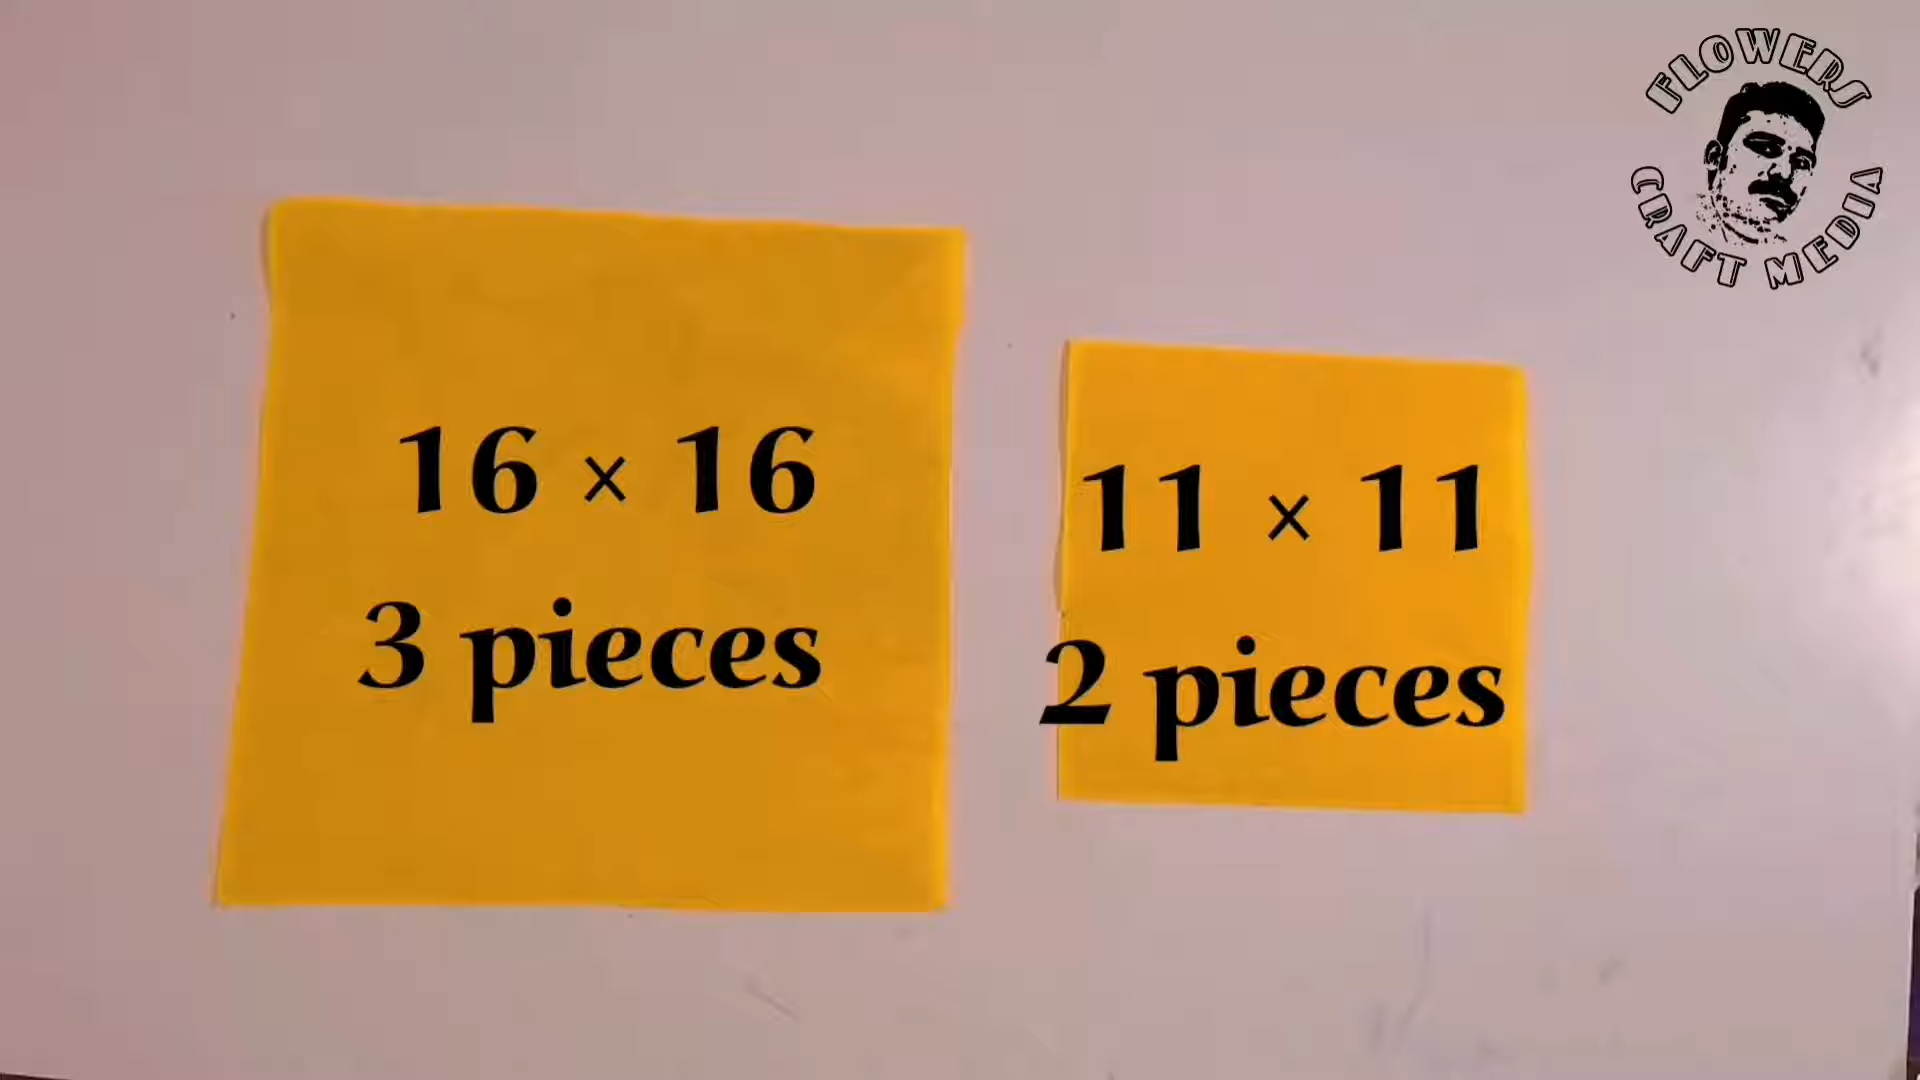 16 × 16
3 pieces
11 × 11
2 pieces
FLOWERS
CRAFT MEDIA